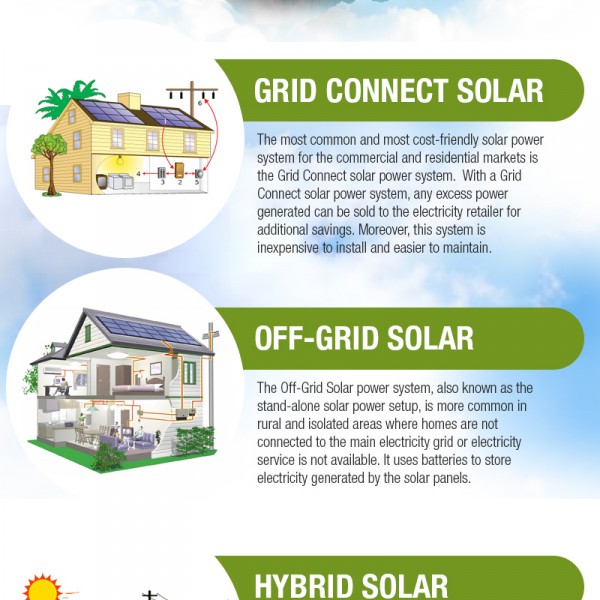 GRID CONNECT SOLAR
The most common and most cost-friendly solar power
system for the commercial and residential markets is
the Grid Connect solar power system.  With a Grid
Connect solar power system, any excess power
generated can be sold to the electricity retailer for
additional savings. Moreover, this system is
inexpensive to install and easier to maintain.
6
1
4
3
2
5
OFF-GRID SOLAR
The Off-Grid Solar power system, also known as the
stand-alone solar power setup, is more common in
rural and isolated areas where homes are not
connected to the main electricity grid or electricity
service is not available. It uses batteries to store
electricity generated by the solar panels.
HYBRID SOLAR